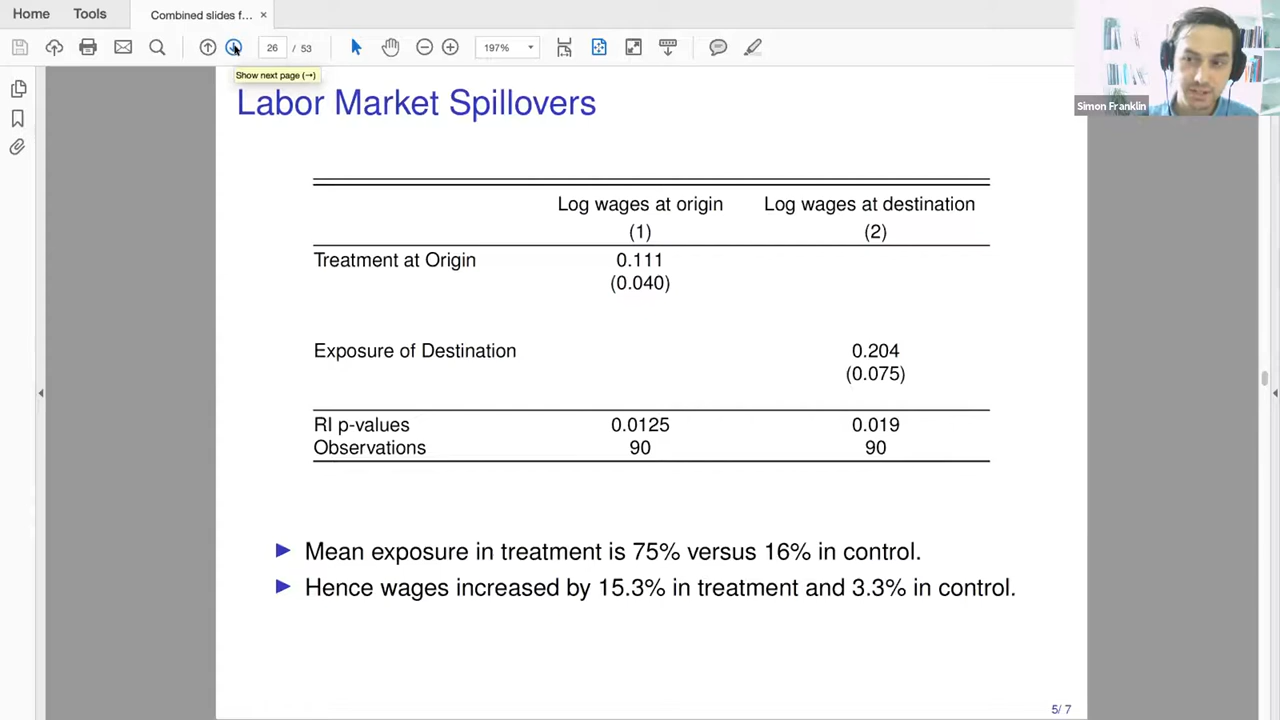 Home Tools Combined slides f... ×
26 / 53 197%
Show next page (→)
Simon Franklin
Labor Market Spillovers
Log wages at origin Log wages at destination
(1) (2)
Treatment at Origin 0.111
(0.040)
Exposure of Destination 0.204
(0.075)
RI p-values 0.0125 0.019
Observations 90 90
Mean exposure in treatment is 75% versus 16% in control.
Hence wages increased by 15.3% in treatment and 3.3% in control.
5/ 7